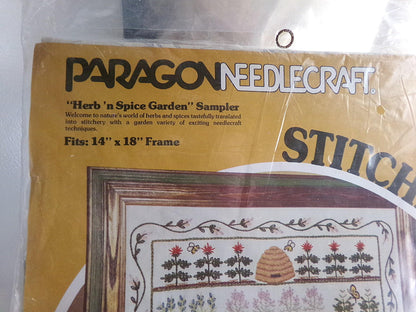 PARAGON NEEDLECRAFT®
"Herb 'n Spice Garden" Sampler
Welcome to nature's world of herbs and spices tastefully translated
into stitchery with a garden variety of exciting needlecraft
techniques.
Fits: 14" x 18" Frame
STITCHE